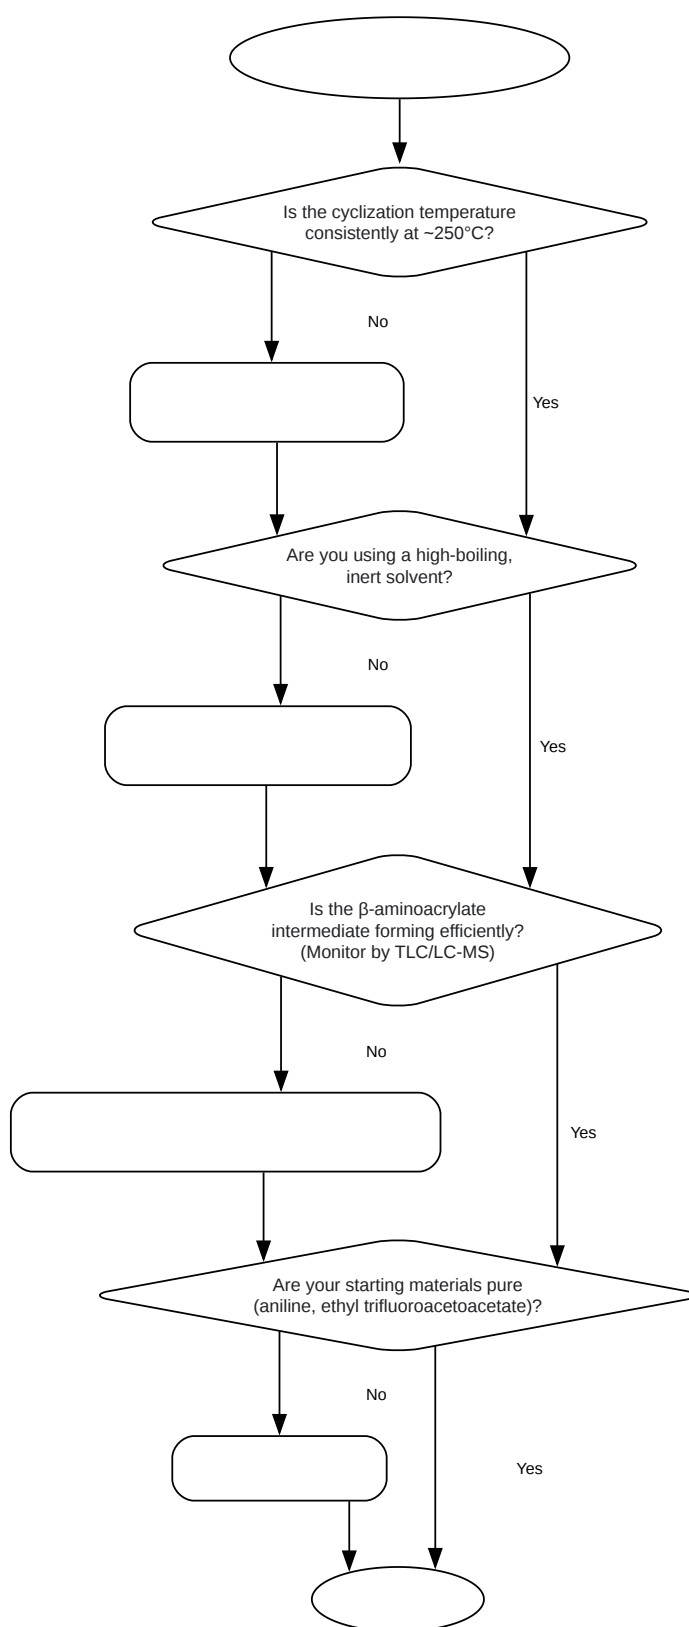 Is the cyclization temperature
consistently at ~250°C?
No
Yes
Are you using a high-boiling,
inert solvent?
No
Yes
Is the β-aminoacrylate
intermediate forming efficiently?
(Monitor by TLC/LC-MS)
No
Yes
Are your starting materials pure
(aniline, ethyl trifluoroacetoacetate)?
No
Yes